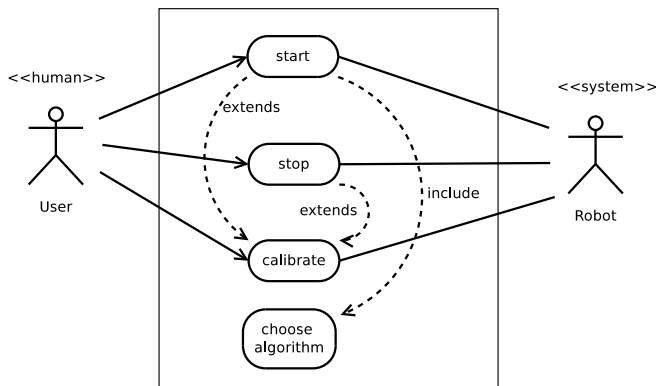 start
<<human>>
<<system>>
extends
stop
User
include
extends
Robot
calibrate
choose
algorithm